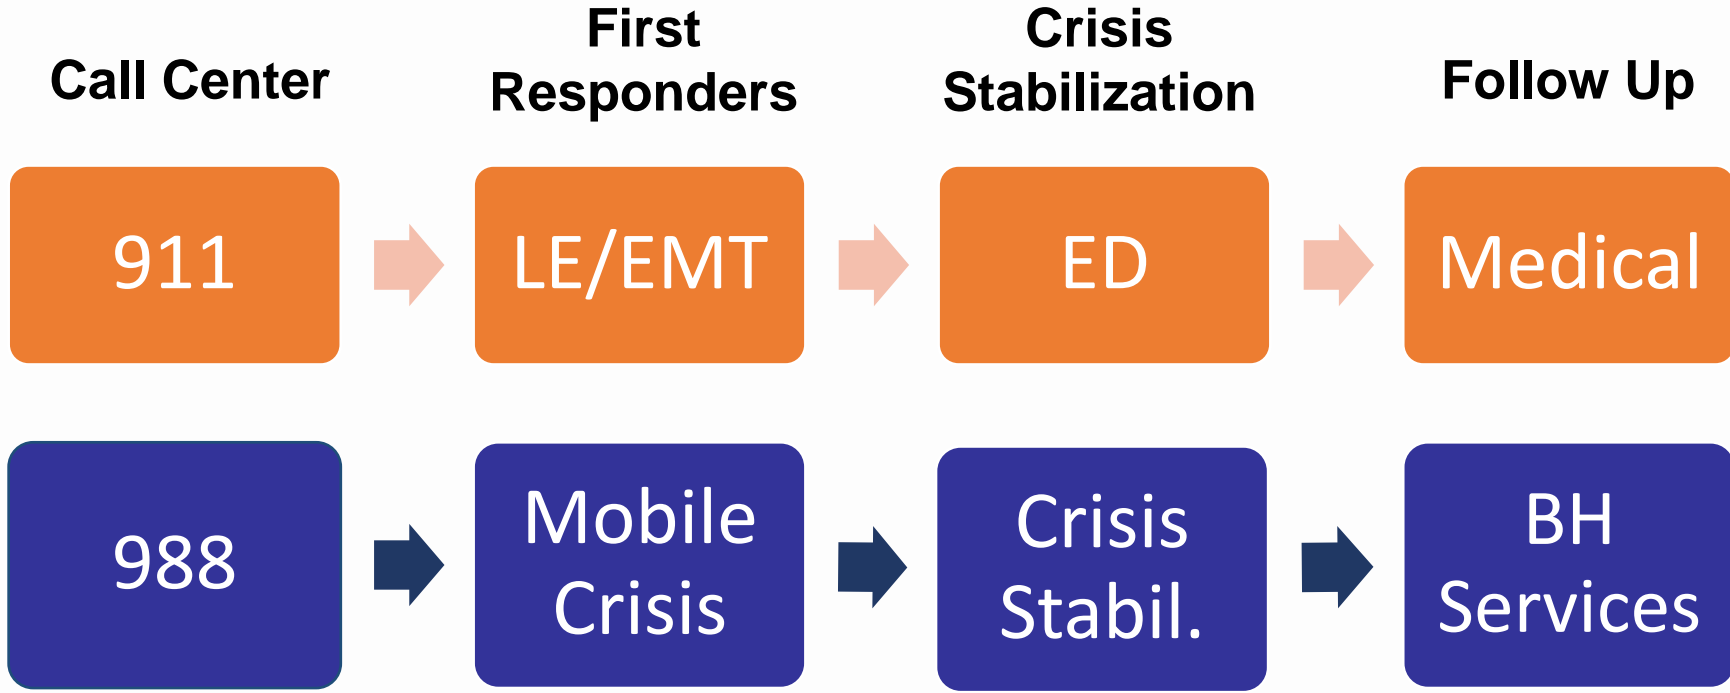 Call Center
First
Responders
Crisis
Stabilization
Follow Up
911
LE/EMT
ED
Medical
988
Mobile
Crisis
Crisis
Stabil.
BH
Services